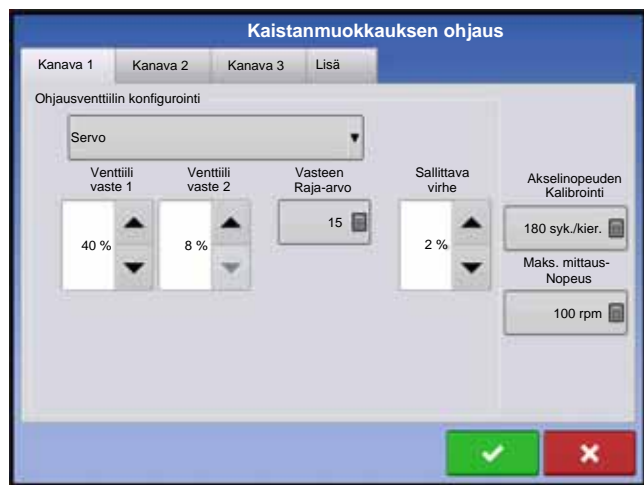 Kaistanmuokkauksen ohjaus
Kanava 1 Kanava 2 Kanava 3 Lisä
Ohjausventtiilin konfigurointi
Servo
Venttiili
vaste 1
Venttiili
vaste 2
Vasteen
Raja-arvo
Sallittava
virhe
40 %
8 %
15
2 %
Akselinopeuden
Kalibrointi
180 syk./kier.
Maks. mittaus-
Nopeus
100 rpm